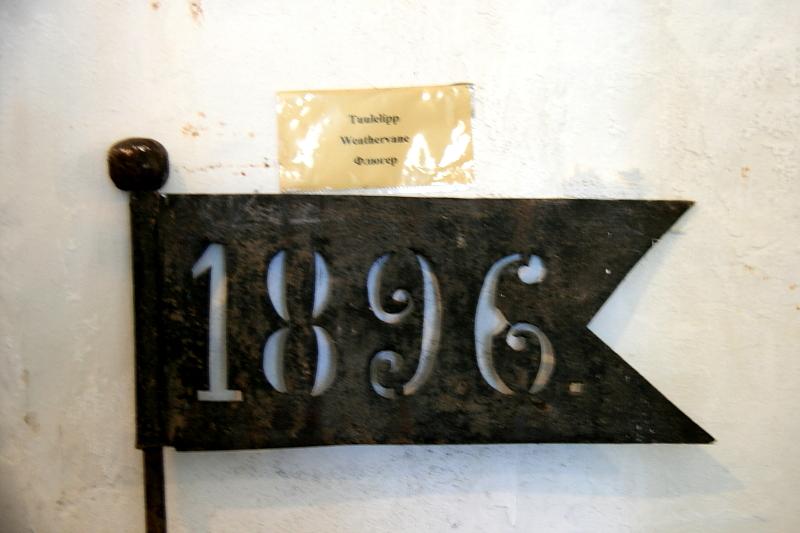 Tuulelipp
Weathervane
Флюгер
1896.